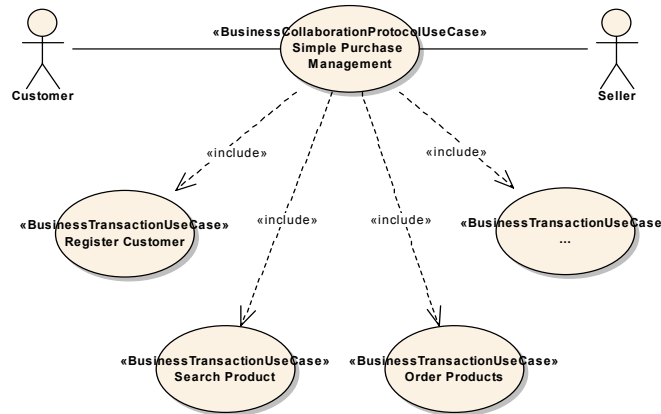 «BusinessCollaborationProtocolUseCase»
Simple Purchase
Management
Customer
Seller
«include»
«include»
«include»
«include»
«BusinessTransactionUseCase»
Register Customer
«BusinessTransactionUseCase
...
«BusinessTransactionUseCase»
Search Product
«BusinessTransactionUseCase»
Order Products